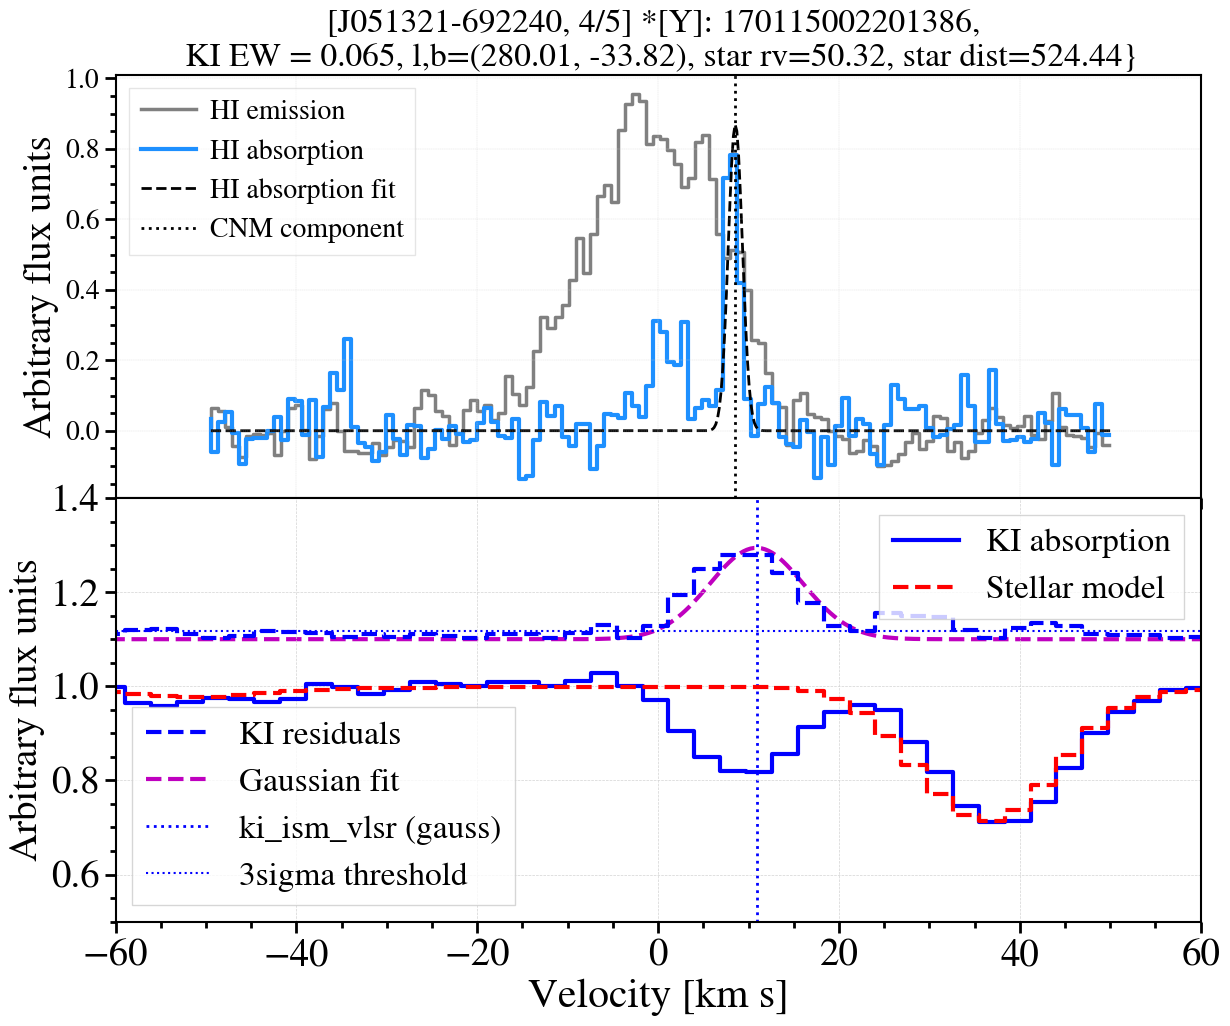 [J051321-692240, 4/5] *[Y]: 170115002201386,
KI EW = 0.065, l,b=(280.01, -33.82), star rv=50.32, star dist=524.44}
HI emission
HI absorption
HI absorption fit
CNM component
Arbitrary flux units
1.0
0.8
0.6
0.4
0.2
0.0
KI absorption
Stellar model
KI residuals
Gaussian fit
ki_ism_vlsr (gauss)
3sigma threshold
Arbitrary flux units
1.4
1.2
1.0
0.8
0.6
−60 −40 −20 0 20 40 60
Velocity [km s]